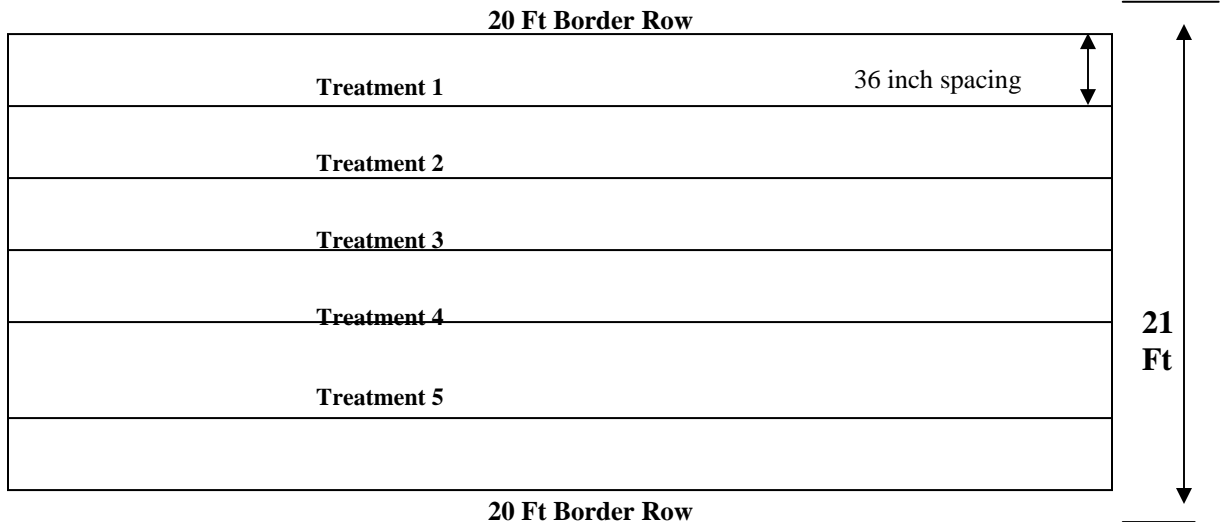 20 Ft Border Row
Treatment 1
36 inch spacing
Treatment 2
Treatment 3
Treatment 4
21
Ft
Treatment 5
20 Ft Border Row